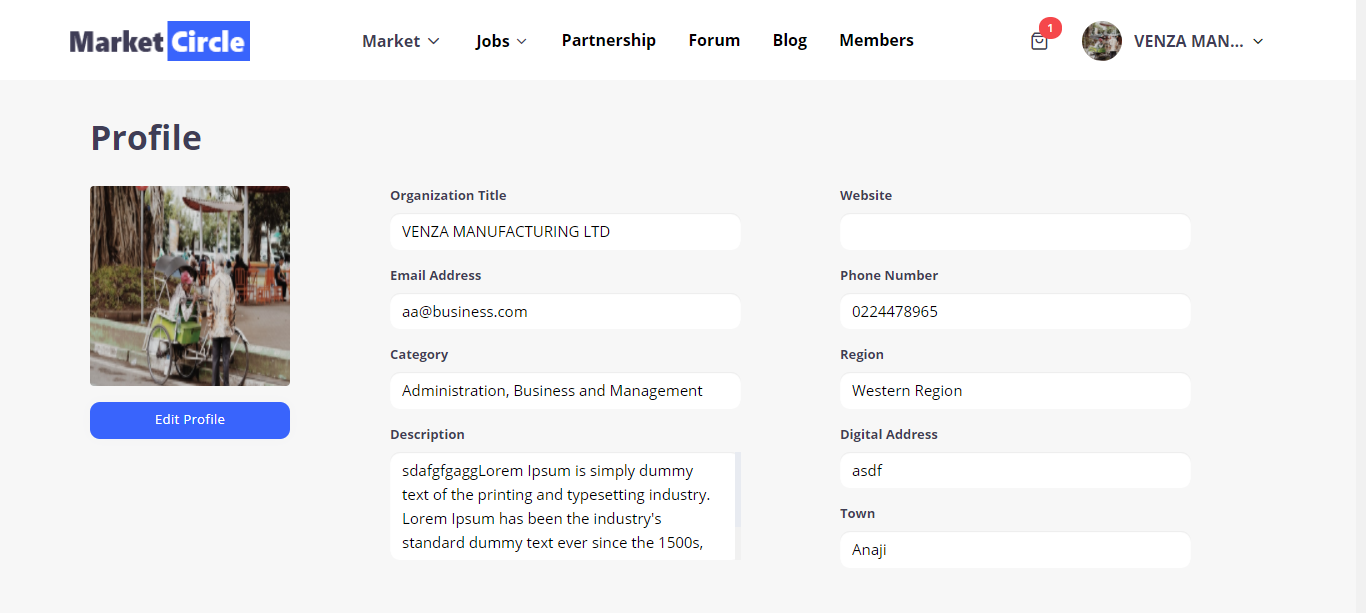 Market Circle
Market Jobs Partnership Forum Blog Members
1
VENZA MAN...
Profile
Edit Profile
Organization Title
VENZA MANUFACTURING LTD
Email Address
aa@business.com
Category
Administration, Business and Management
Description
sdafgfgaggLorem Ipsum is simply dummy
text of the printing and typesetting industry.
Lorem Ipsum has been the industry's
standard dummy text ever since the 1500s,
Website
Phone Number
0224478965
Region
Western Region
Digital Address
asdf
Town
Anaji